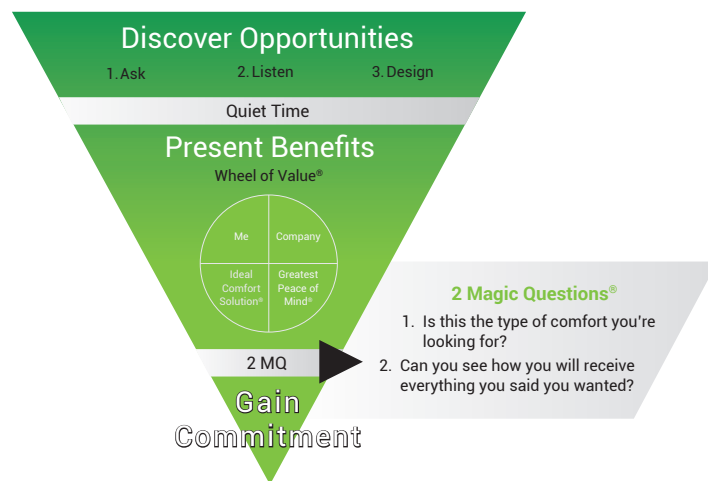 Discover Opportunities
1. Ask 2. Listen 3. Design
Quiet Time
Present Benefits
Wheel of Value®
Me
Company
Ideal
Comfort
Solution®
Greatest
Peace of
Mind®
2 MQ
Gain
Commitment
2 Magic Questions®
1. Is this the type of comfort you're
looking for?
2. Can you see how you will receive
everything you said you wanted?